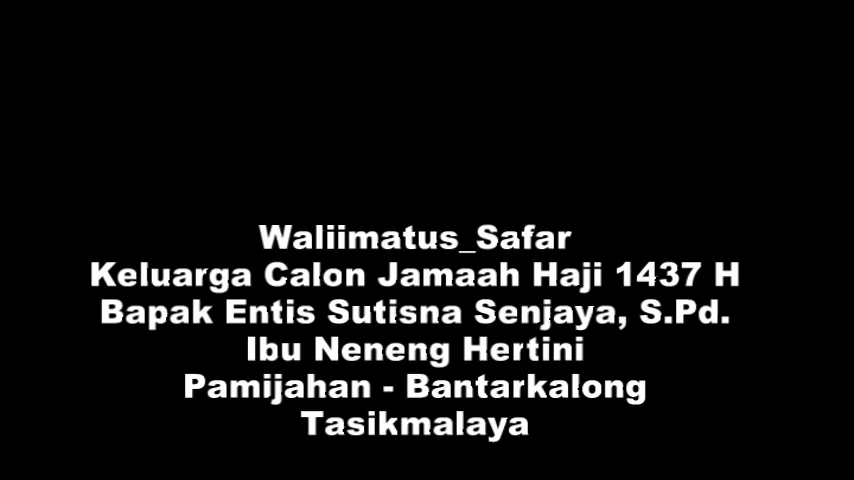 Waliimatus_Safar
Keluarga Calon Jamaah Haji 1437 H
Bapak Entis Sutisna Senjaya, S.Pd.
Ibu Neneng Hertini
Pamijahan - Bantarkalong
Tasikmalaya